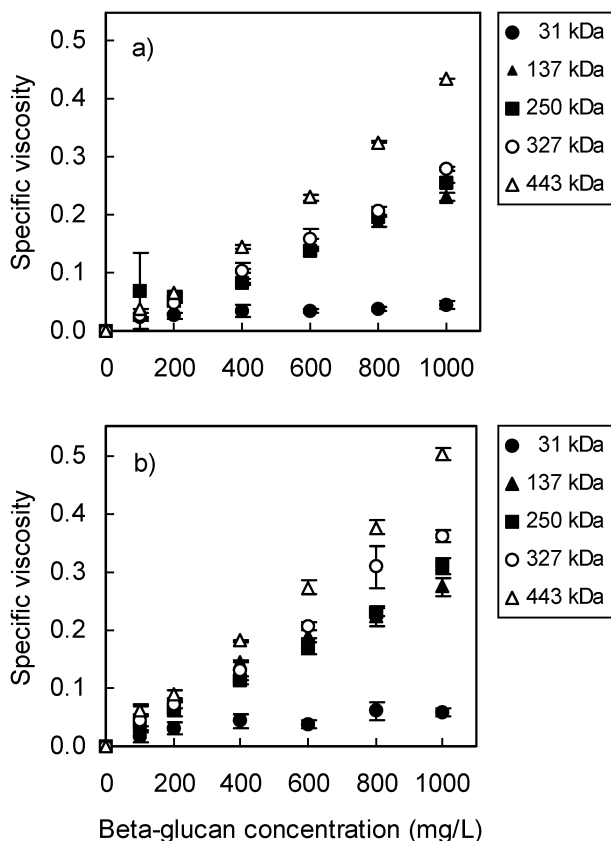 a)
Specific viscosity
0.5
0.4
0.3
0.2
0.1
0.0
0 200 400 600 800 1000
31 kDa
137 kDa
250 kDa
327 kDa
443 kDa
b)
Specific viscosity
0.5
0.4
0.3
0.2
0.1
0.0
0 200 400 600 800 1000
Beta-glucan concentration (mg/L)
31 kDa
137 kDa
250 kDa
327 kDa
443 kDa